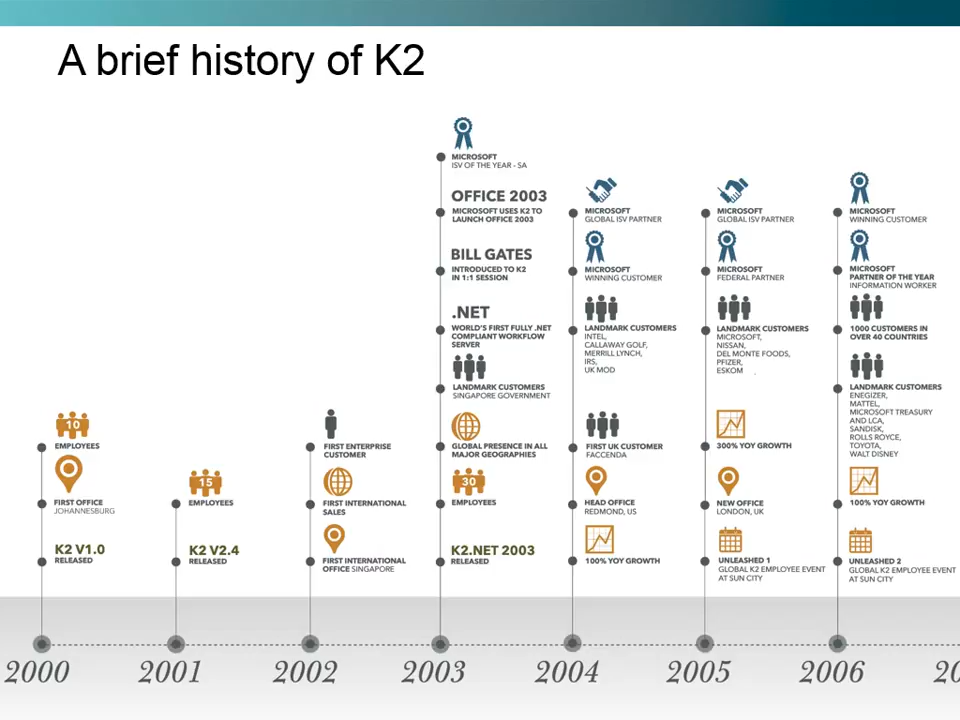 A brief history of K2
10
EMPLOYEES
FIRST OFFICE
JOHANNESBURG
K2 V1.0
RELEASED
15
EMPLOYEES
K2 V2.4
RELEASED
FIRST ENTERPRISE
CUSTOMER
FIRST INTERNATIONAL
SALES
FIRST INTERNATIONAL
OFFICE SINGAPORE
MICROSOFT
ISV OF THE YEAR - SA
OFFICE 2003
MICROSOFT USES K2 TO
LAUNCH OFFICE 2003
BILL GATES
INTRODUCED TO K2
IN 1:1 SESSION
.NET
WORLD'S FIRST FULLY .NET
COMPLIANT WORKFLOW
SERVER
LANDMARK CUSTOMERS
SINGAPORE GOVERNMENT
GLOBAL PRESENCE IN ALL
MAJOR GEOGRAPHIES
30
EMPLOYEES
K2.NET 2003
RELEASED
MICROSOFT
GLOBAL ISV PARTNER
MICROSOFT
WINNING CUSTOMER
LANDMARK CUSTOMERS
INTEL,
CALLAWAY GOLF,
MERRILL LYNCH,
IRS,
UK MOD
FIRST UK CUSTOMER
FACCENDA
HEAD OFFICE
REDMOND, US
100% YOY GROWTH
MICROSOFT
GLOBAL ISV PARTNER
MICROSOFT
FEDERAL PARTNER
LANDMARK CUSTOMERS
MICROSOFT,
NISSAN,
DEL MONTE FOODS,
PFIZER,
ESKOM
300% YOY GROWTH
NEW OFFICE
LONDON, UK
UNLEASHED 1
GLOBAL K2 EMPLOYEE EVENT
AT SUN CITY
MICROSOFT
WINNING CUSTOMER
MICROSOFT
PARTNER OF THE YEAR
INFORMATION WORKER
1000 CUSTOMERS IN
OVER 40 COUNTRIES
LANDMARK CUSTOMERS
ENEGIZER,
MATTEL,
MICROSOFT TREASURY
AND LCA,
SANDISK,
ROLLS ROYCE,
TOYOTA,
WALT DISNEY
100% YOY GROWTH
UNLEASHED 2
GLOBAL K2 EMPLOYEE EVENT
AT SUN CITY
2000 2001 2002 2003 2004 2005 2006 20